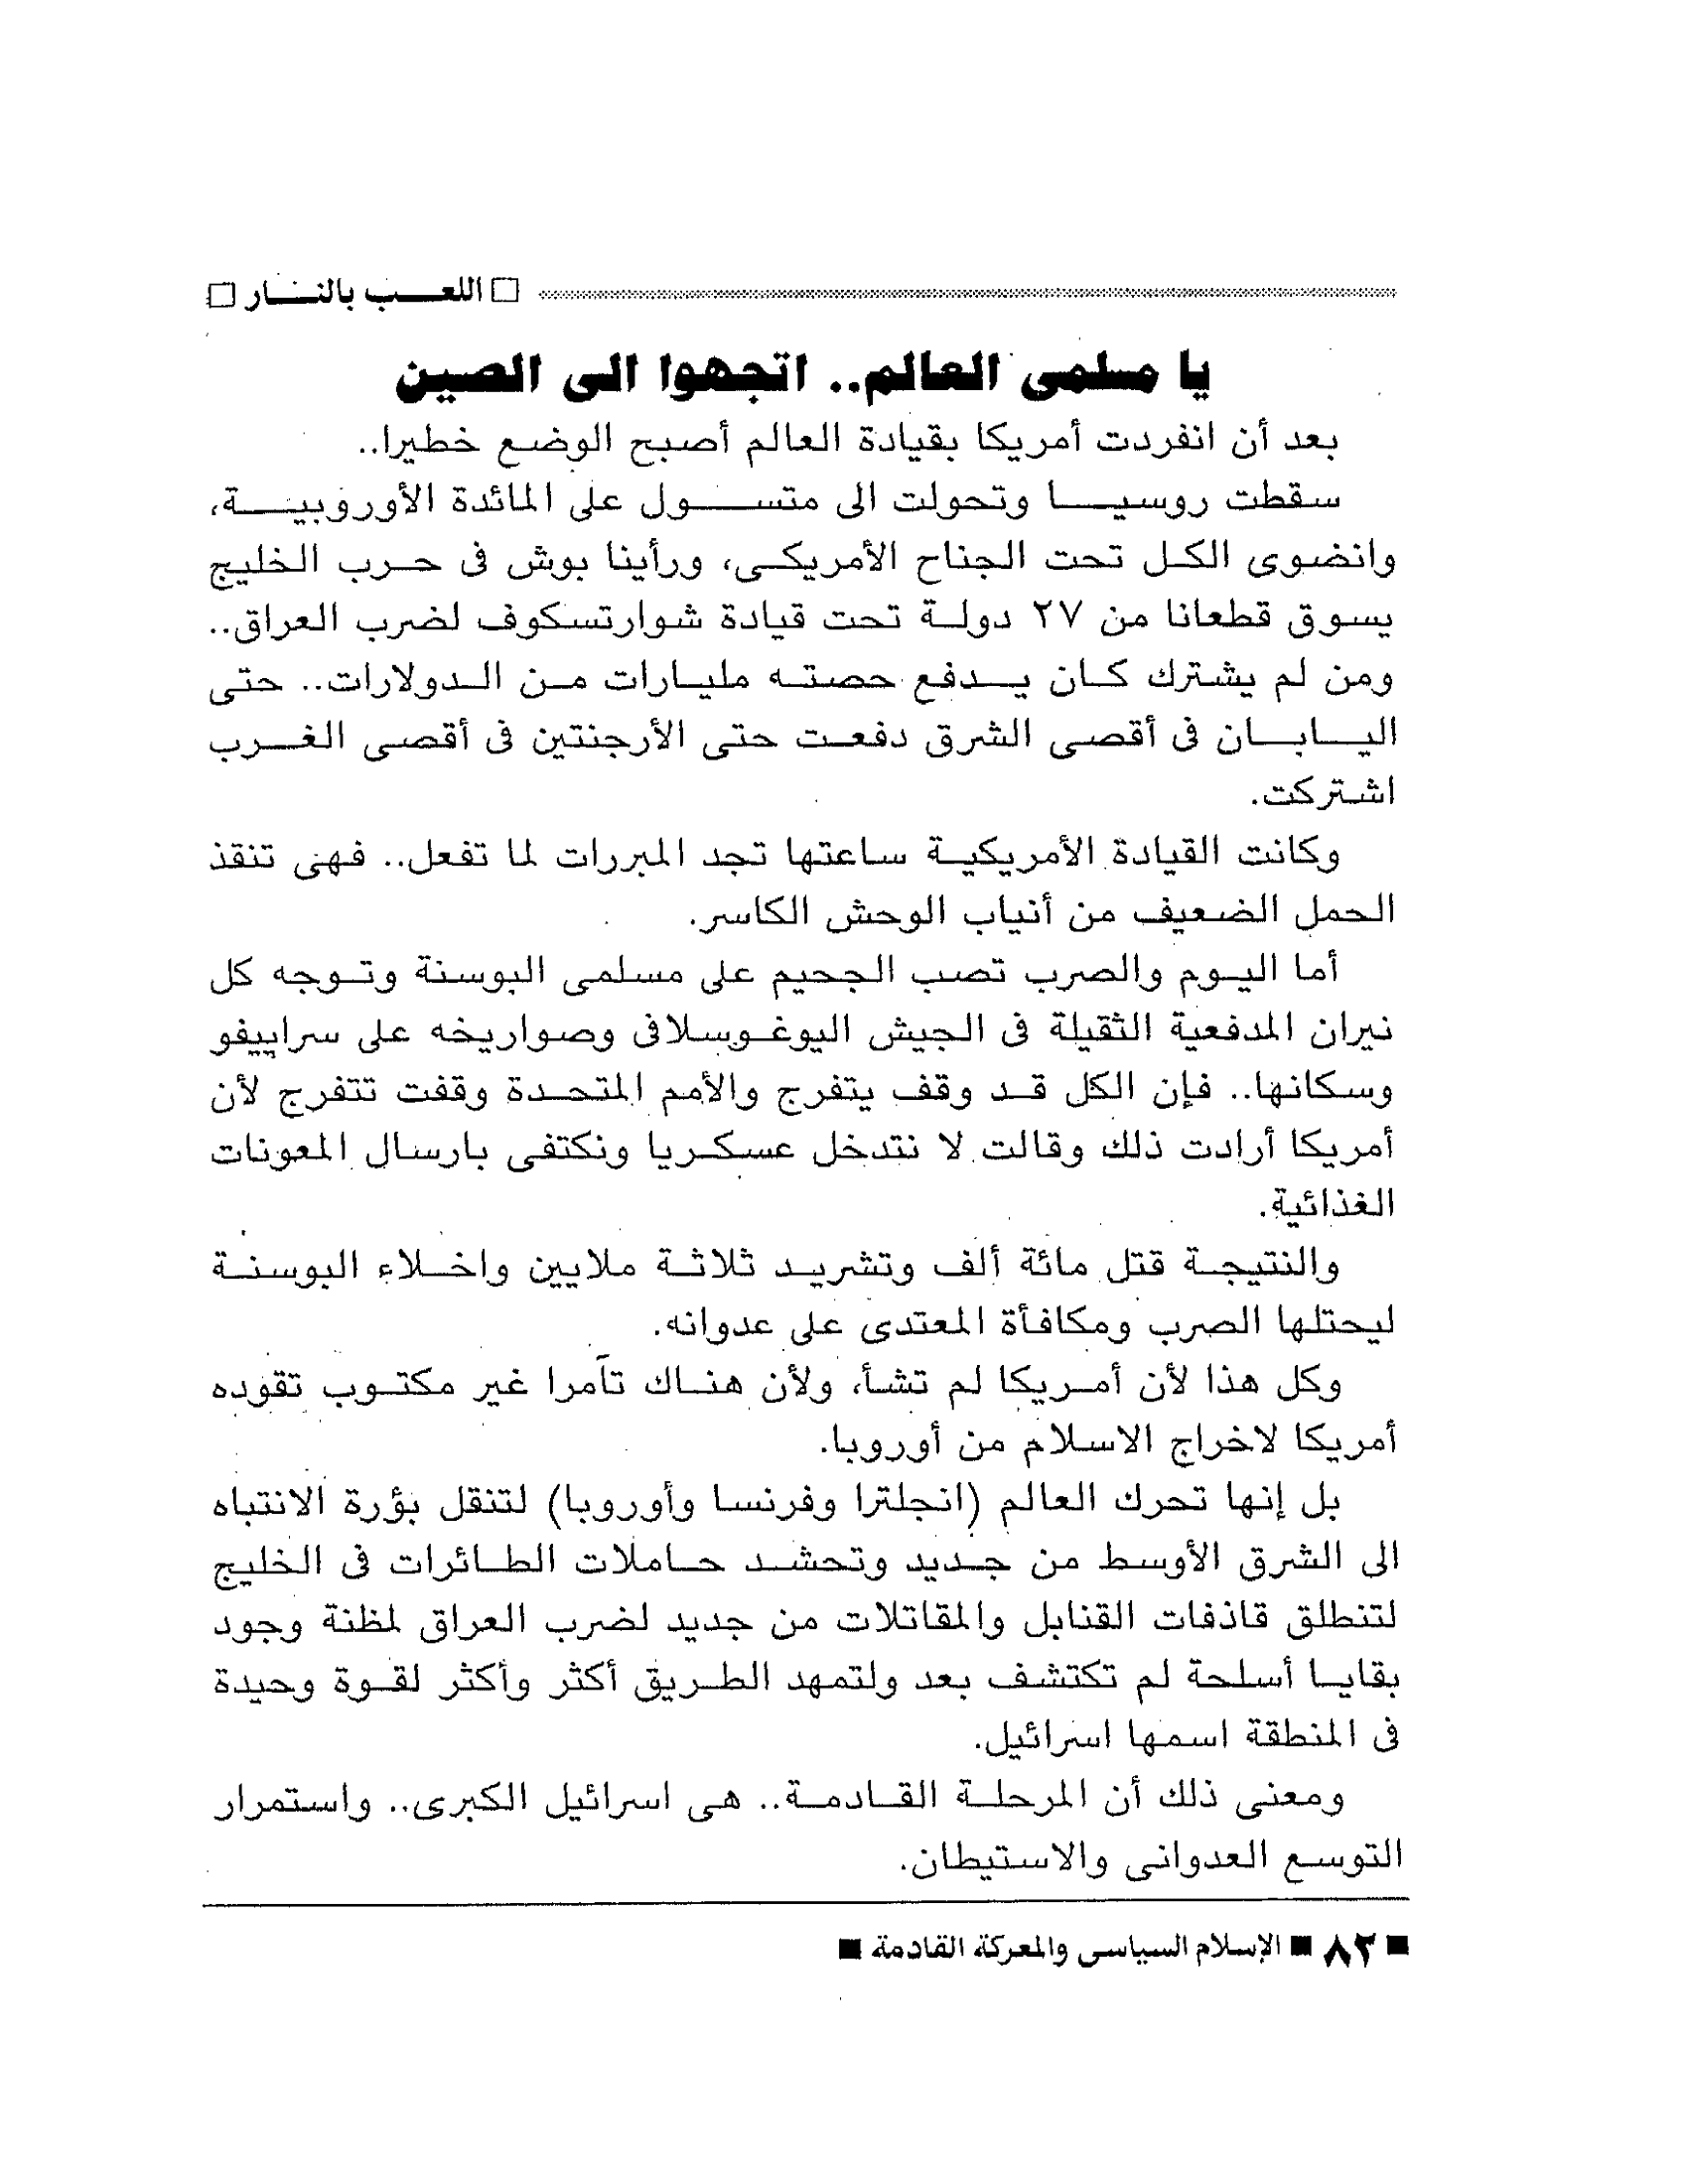 □ اللعب بالنار □
يا مسلمى العالم.. اتجهوا الى الصين
بعد أن انفردت أمريكا بقيادة العالم أصبح الوضع خطيرا..
سقطت روسيا وتحولت الى متسول على المائدة الأوروبية،
وانضوى الكل تحت الجناح الأمريكى، ورأينا بوش فى حرب الخليج
يسوق قطعانا من ٢٧ دولة تحت قيادة شوارتسكوف لضرب العراق..
ومن لم يشترك كان يدفع حصته مليارات من الدولارات.. حتى
اليابان فى أقصى الشرق دفعت حتى الأرجنتين فى أقصى الغرب
اشتركت.
وكانت القيادة الأمريكية ساعتها تجد المبررات لما تفعل.. فهى تنقذ
الحمل الضعيف من أنياب الوحش الكاسر.
أما اليوم والصرب تصب الجحيم على مسلمى البوسنة وتوجه كل
نيران المدفعية الثقيلة فى الجيش اليوغوسلافى وصواريخه على سراييفو
وسكانها.. فإن الكل قد وقف يتفرج والأمم المتحدة وقفت تتفرج لأن
أمريكا أرادت ذلك وقالت لا نتدخل عسكريا ونكتفى بارسال المعونات
الغذائية.
والنتيجة قتل مائة ألف وتشريد ثلاثة ملايين واخلاء البوسنة
ليحتلها الصرب ومكافأة المعتدى على عدوانه.
وكل هذا لأن أمريكا لم تشأ، ولأن هناك تآمرا غير مكتوب تقوده
أمريكا لاخراج الاسلام من أوروبا.
بل إنها تحرك العالم (انجلترا وفرنسا وأوروبا) لتنقل بؤرة الانتباه
الى الشرق الأوسط من جديد وتحشد حاملات الطائرات فى الخليج
لتنطلق قاذفات القنابل والمقاتلات من جديد لضرب العراق لمظنة وجود
بقايا أسلحة لم تكتشف بعد ولتمهد الطريق أكثر وأكثر لقوة وحيدة
فى المنطقة اسمها اسرائيل.
ومعنى ذلك أن المرحلة القادمة.. هى اسرائيل الكبرى.. واستمرار
التوسع العدوانى والاستيطان.
■ ٨٢ ■ الإسلام السياسى والمعركة القادمة ■